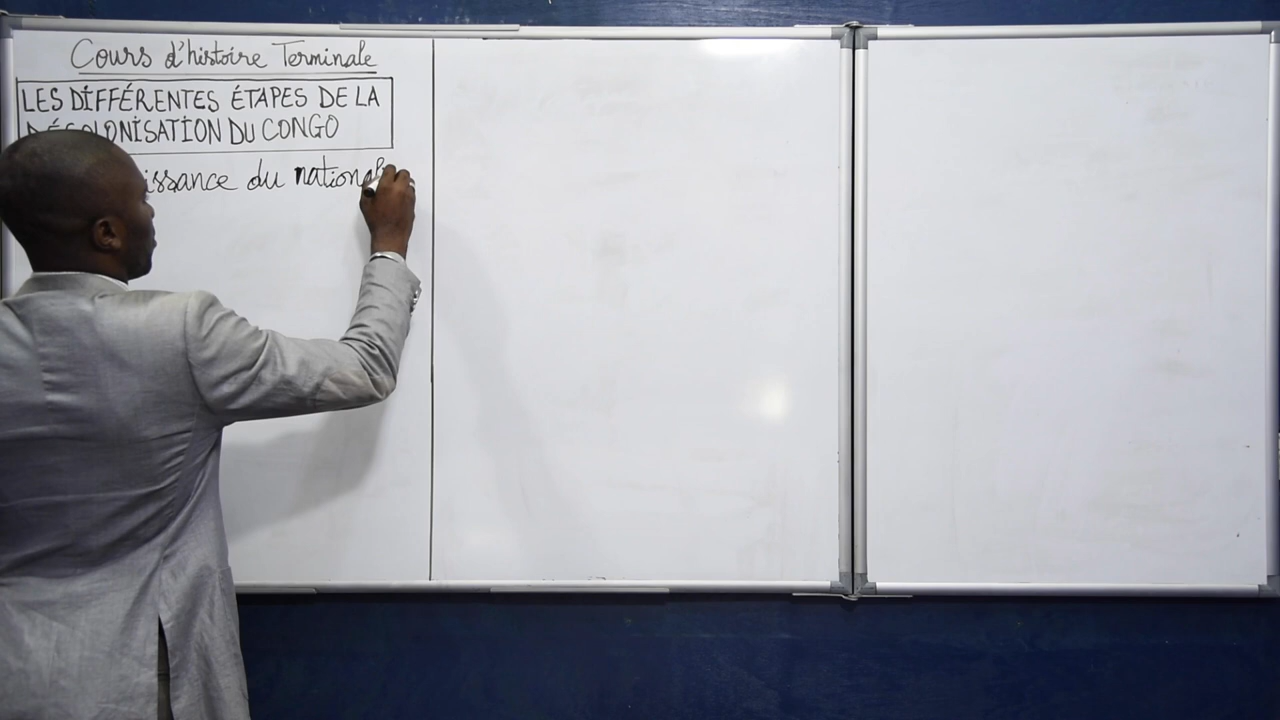 Cours d'histoire Terminale
LES DIFFÉRENTES ÉTAPES DE LA
DÉCOLONISATION DU CONGO
du